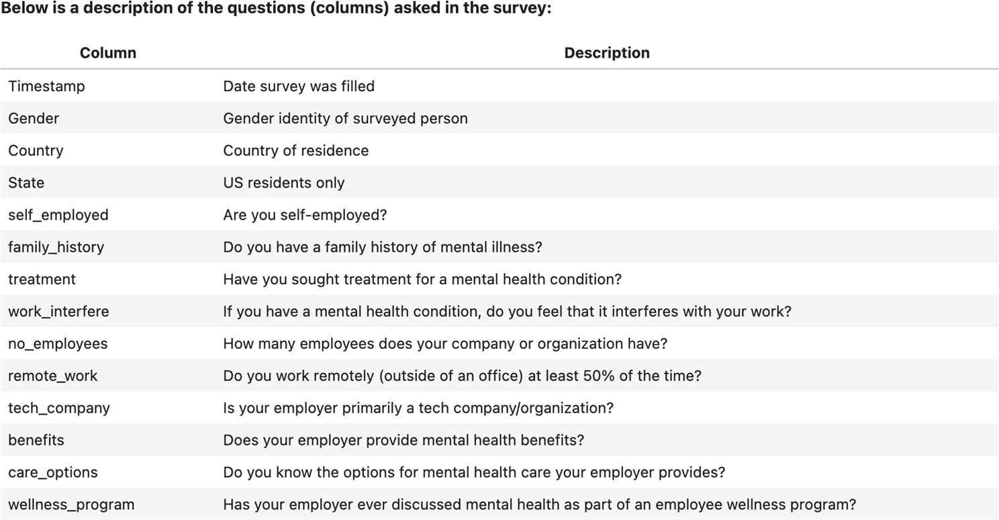 Below is a description of the questions (columns) asked in the survey:
Column Description
Timestamp Date survey was filled
Gender Gender identity of surveyed person
Country Country of residence
State US residents only
self_employed Are you self-employed?
family_history Do you have a family history of mental illness?
treatment Have you sought treatment for a mental health condition?
work_interfere If you have a mental health condition, do you feel that it interferes with your work?
no_employees How many employees does your company or organization have?
remote_work Do you work remotely (outside of an office) at least 50% of the time?
tech_company Is your employer primarily a tech company/organization?
benefits Does your employer provide mental health benefits?
care_options Do you know the options for mental health care your employer provides?
wellness_program Has your employer ever discussed mental health as part of an employee wellness program?